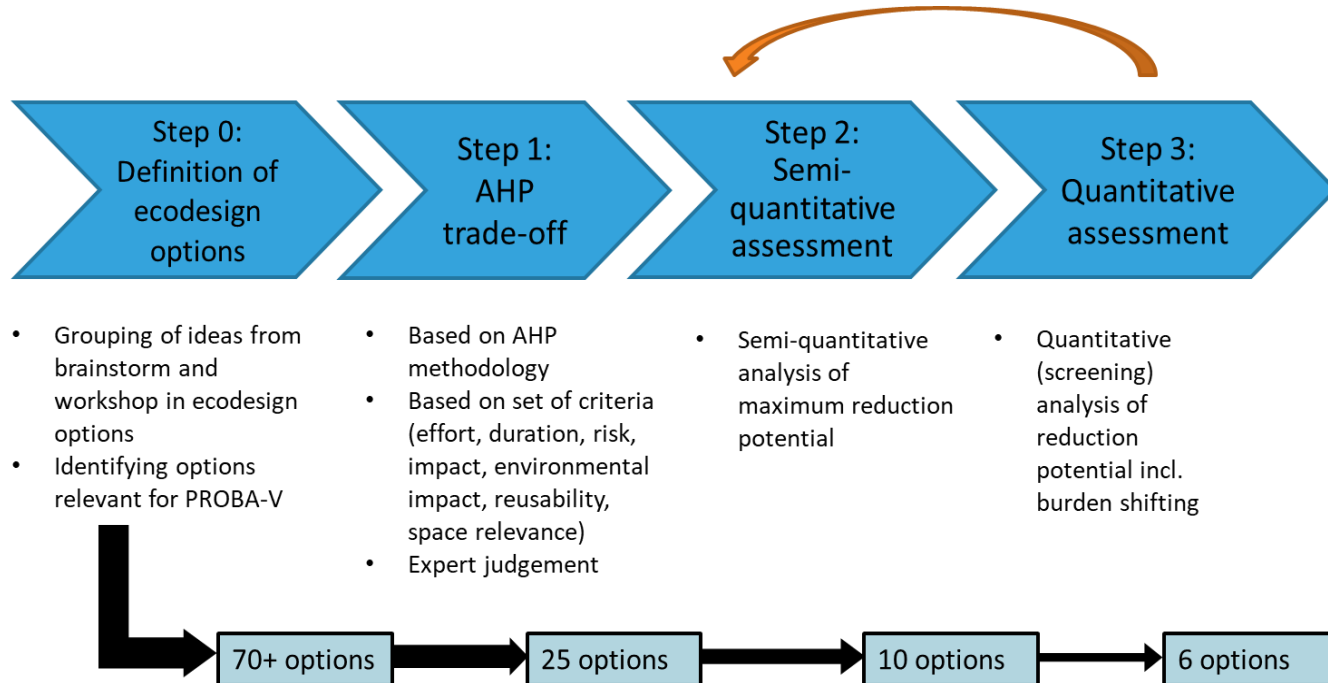 Step 0:
Definition of
ecodesign
options
Step 1:
AHP
trade-off
Step 2:
Semi-
quantitative
assessment
Step 3:
Quantitative
assessment
• Grouping of ideas from
brainstorm and
workshop in ecodesign
options
• Identifying options
relevant for PROBA-V
• Based on AHP
methodology
• Based on set of criteria
(effort, duration, risk,
impact, environmental
impact, reusability,
space relevance)
• Expert judgement
• Semi-quantitative
analysis of
maximum reduction
potential
• Quantitative
(screening)
analysis of
reduction
potential incl.
burden shifting
70+ options
25 options
10 options
6 options